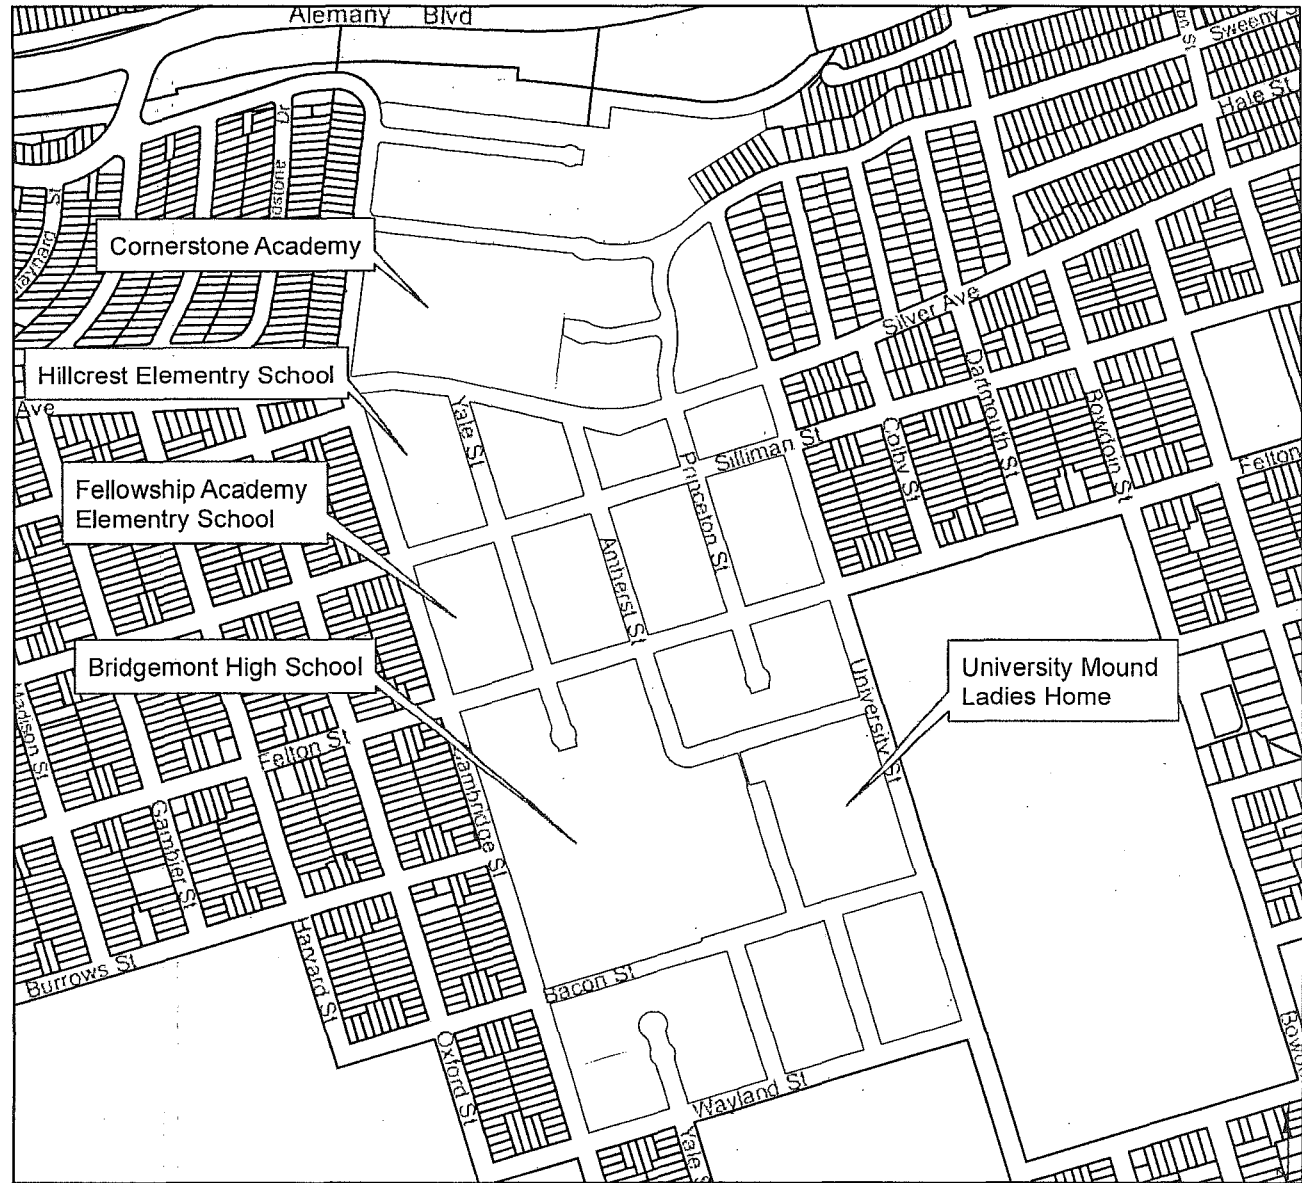 Alemany Blvd
Sweeny
Hale St
Maynard St
Cornerstone Academy
Silver Ave
Hillcrest Elementry School
Ave
Yale St
Dartmouth St
Bowdoin St
Colby St
Silliman St
Princeton St
Felton
Fellowship Academy
Elementry School
Amherst St
Bridgemont High School
University Mound
Ladies Home
University St
Madison St
Felton St
Cambridge St
Gambier St
Harvard St
Burrows St
Bacon St
Oxford St
Wayland St
Yale S